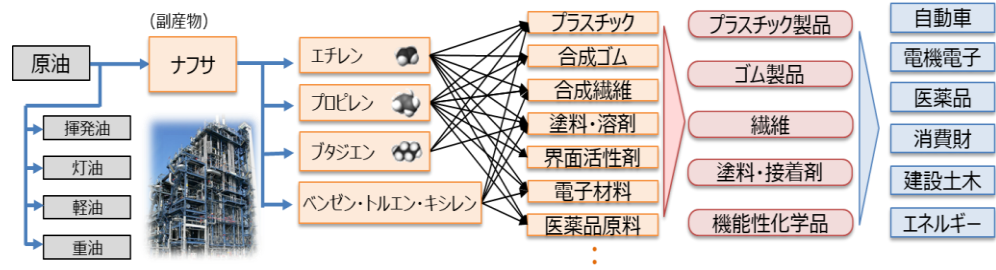 (副産物)
原油
ナフサ
揮発油
灯油
軽油
重油
エチレン
プロピレン
ブタジエン
ベンゼン・トルエン・キシレン
プラスチック
合成ゴム
合成繊維
塗料・溶剤
界面活性剤
電子材料
医薬品原料
プラスチック製品
ゴム製品
繊維
塗料・接着剤
機能性化学品
自動車
電機電子
医薬品
消費財
建設土木
エネルギー